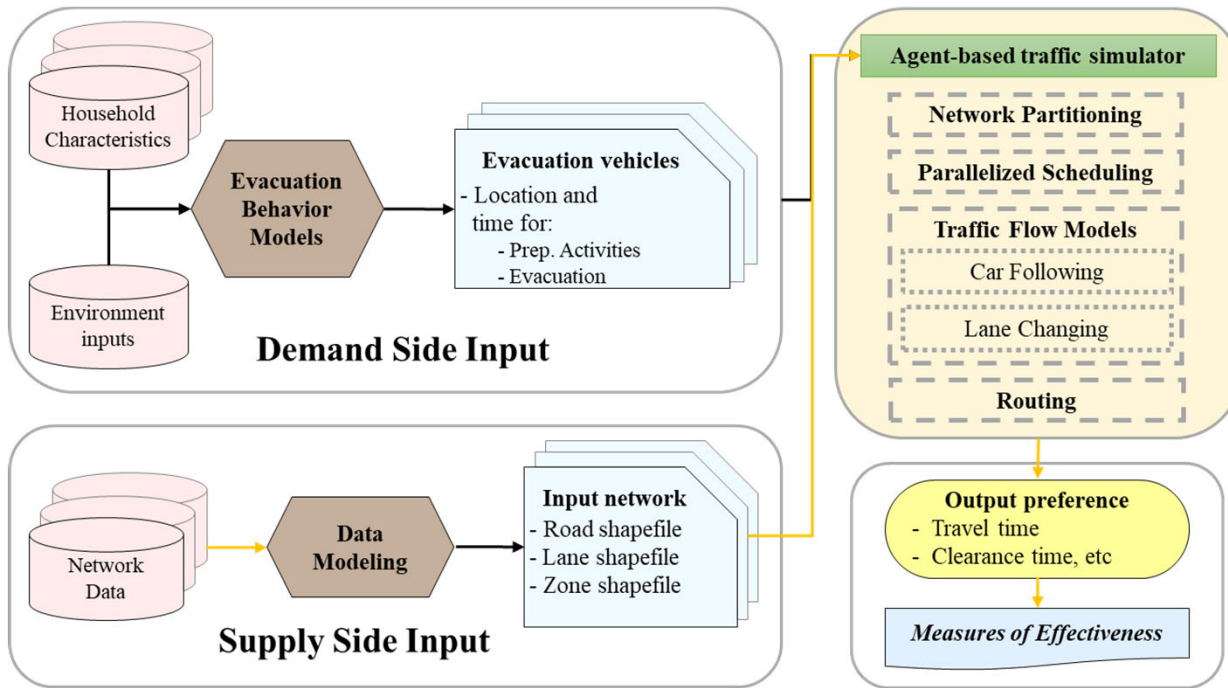 Household
Characteristics
Environment
inputs
Evacuation
Behavior
Models
Evacuation vehicles
- Location and
time for:
- Prep. Activities
- Evacuation
Demand Side Input
Network
Data
Data
Modeling
Input network
- Road shapefile
- Lane shapefile
- Zone shapefile
Supply Side Input
Agent-based traffic simulator
Network Partitioning
Parallelized Scheduling
Traffic Flow Models
Car Following
Lane Changing
Routing
Output preference
- Travel time
- Clearance time, etc
Measures of Effectiveness